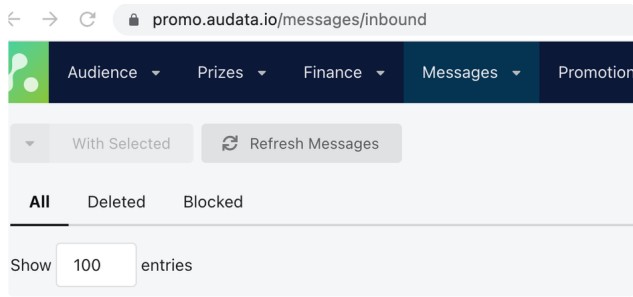 promo.audata.io/messages/inbound
Audience Prizes Finance Messages Promotion
With Selected Refresh Messages
All Deleted Blocked
Show 100 entries